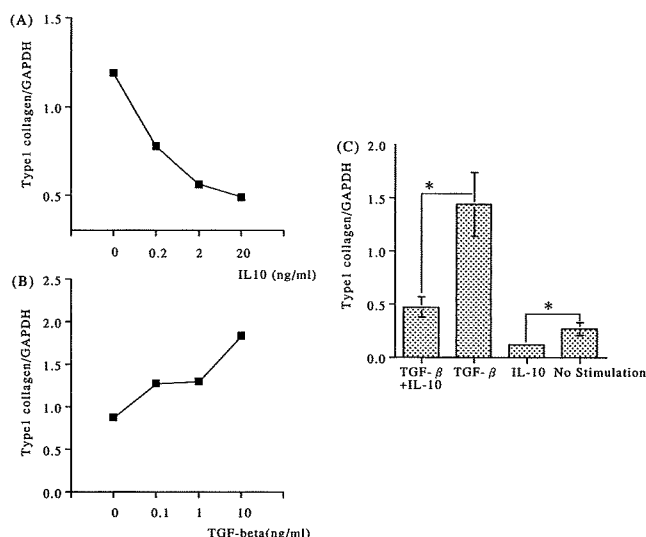 (A)
1.5
1.0
0.5
Type1 collagen/GAPDH
0 0.2 2 20
IL10 (ng/ml)
(B)
2.5
2.0
1.5
1.0
0.5
0.0
Type1 collagen/GAPDH
0 0.1 1 10
TGF-beta(ng/ml)
(C)
2.0
1.5
1.0
0.5
0.0
Type1 collagen/GAPDH
*
*
TGF-β TGF-β IL-10 No Stimulation
+IL-10